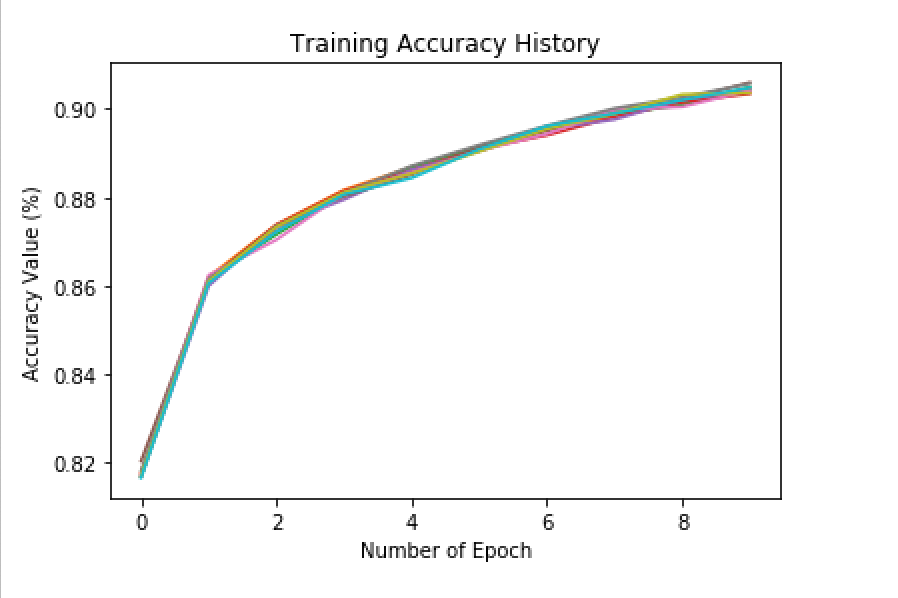 Training Accuracy History
Accuracy Value (%)
0.90
0.88
0.86
0.84
0.82
0 2 4 6 8
Number of Epoch